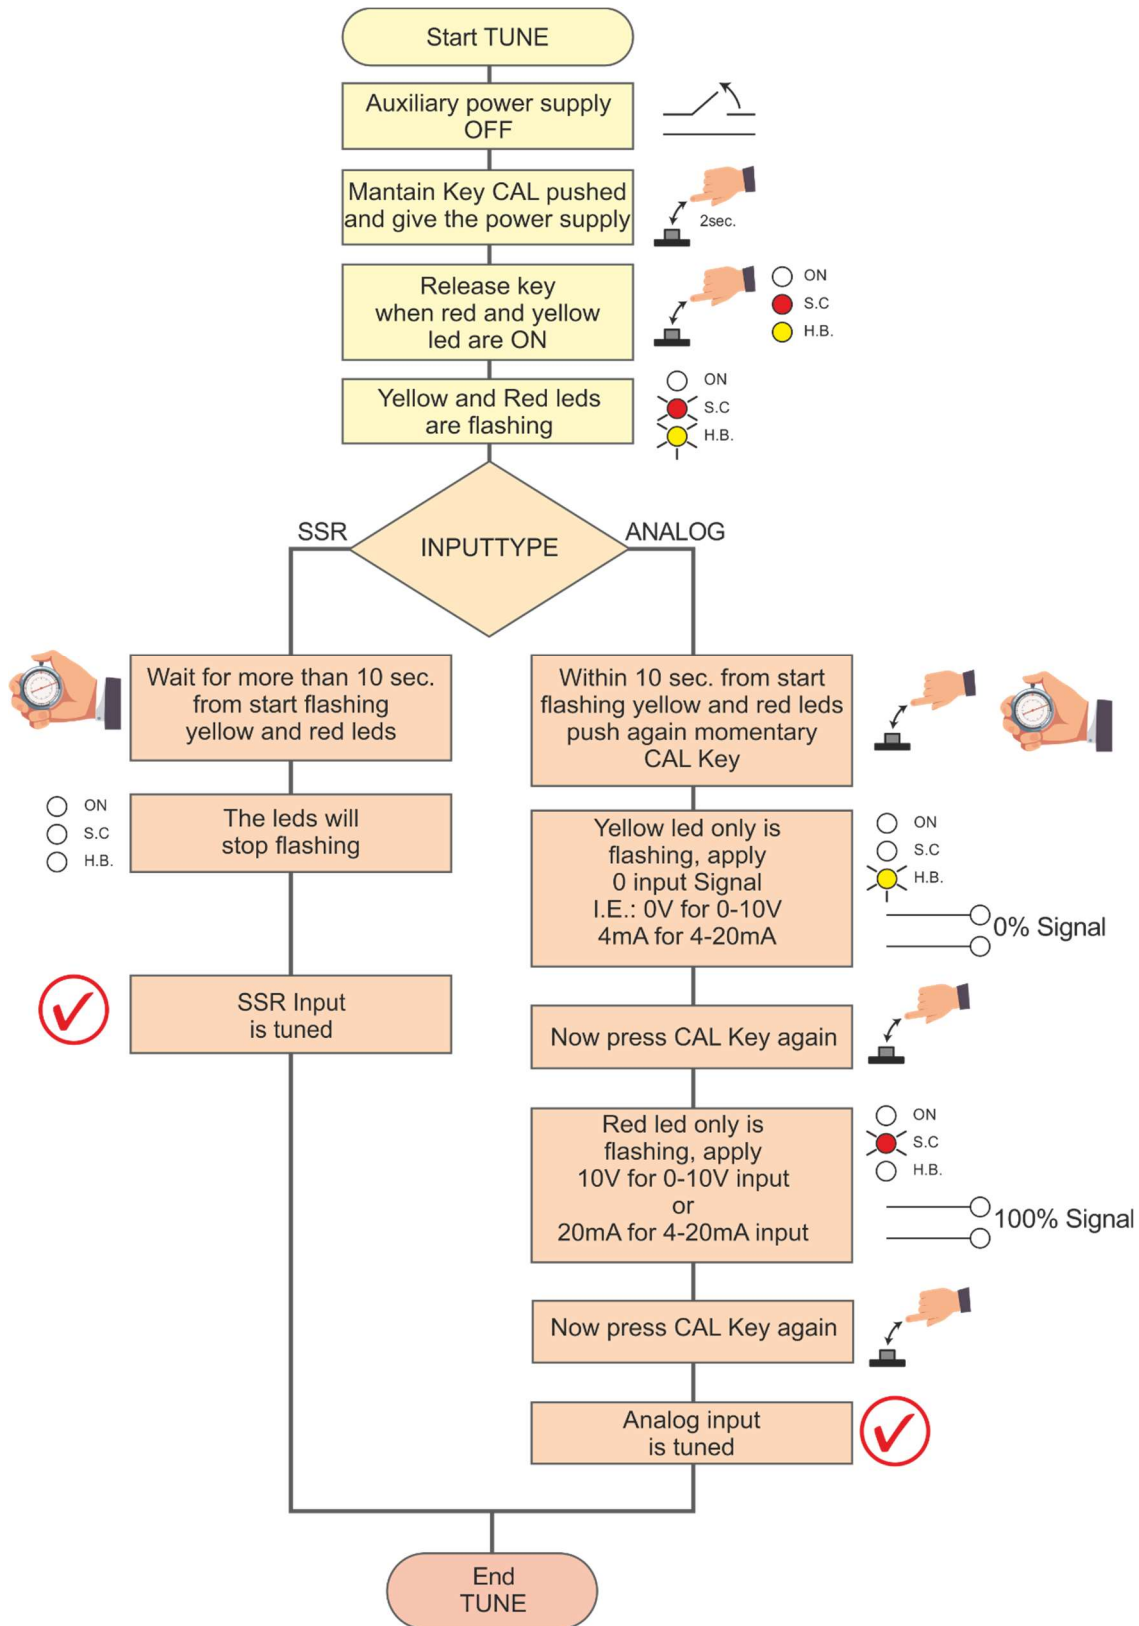 Start TUNE
Auxiliary power supply
OFF
Mantain Key CAL pushed
and give the power supply
2sec.
Release key
when red and yellow
led are ON
ON
S.C
H.B.
Yellow and Red leds
are flashing
ON
S.C
H.B.
SSR
INPUTTYPE
ANALOG
Wait for more than 10 sec.
from start flashing
yellow and red leds
ON
S.C
H.B.
The leds will
stop flashing
SSR Input
is tuned
Within 10 sec. from start
flashing yellow and red leds
push again momentary
CAL Key
Yellow led only is
flashing, apply
0 input Signal
I.E.: 0V for 0-10V
4mA for 4-20mA
ON
S.C
H.B.
0% Signal
Now press CAL Key again
Red led only is
flashing, apply
10V for 0-10V input
or
20mA for 4-20mA input
ON
S.C
H.B.
100% Signal
Now press CAL Key again
Analog input
is tuned
End
TUNE